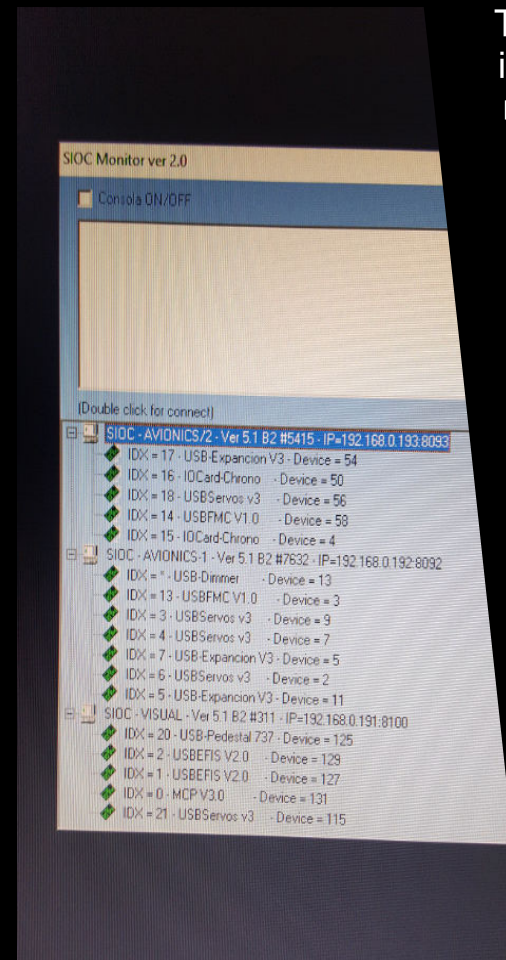 SIOC Monitor ver 2.0
Consola ON/OFF
(Double click for connect)
SIOC - AVIONICS/2 - Ver 5.1 B2 #5415 - IP=192.168.0.193:8093
IDX = 17 - USB-Expancion V3 - Device = 54
IDX = 16 - IOCard-Chrono - Device = 50
IDX = 18 - USBServos v3 - Device = 56
IDX = 14 - USBFMC V1.0 - Device = 58
IDX = 15 - IOCard-Chrono - Device = 4
SIOC - AVIONICS-1 - Ver 5.1 B2 #7632 - IP=192.168.0.192:8092
IDX = * - USB-Dimmer - Device = 13
IDX = 13 - USBFMC V1.0 - Device = 3
IDX = 3 - USBServos v3 - Device = 9
IDX = 4 - USBServos v3 - Device = 7
IDX = 7 - USB-Expancion V3 - Device = 5
IDX = 6 - USBServos v3 - Device = 2
IDX = 5 - USB-Expancion V3 - Device = 11
SIOC - VISUAL - Ver 5.1 B2 #311 - IP=192.168.0.191:8100
IDX = 20 - USB-Pedestal 737 - Device = 125
IDX = 2 - USBEFIS V2.0 - Device = 129
IDX = 1 - USBEFIS V2.0 - Device = 127
IDX = 0 - MCP V3.0 - Device = 131
IDX = 21 - USBServos v3 - Device = 115